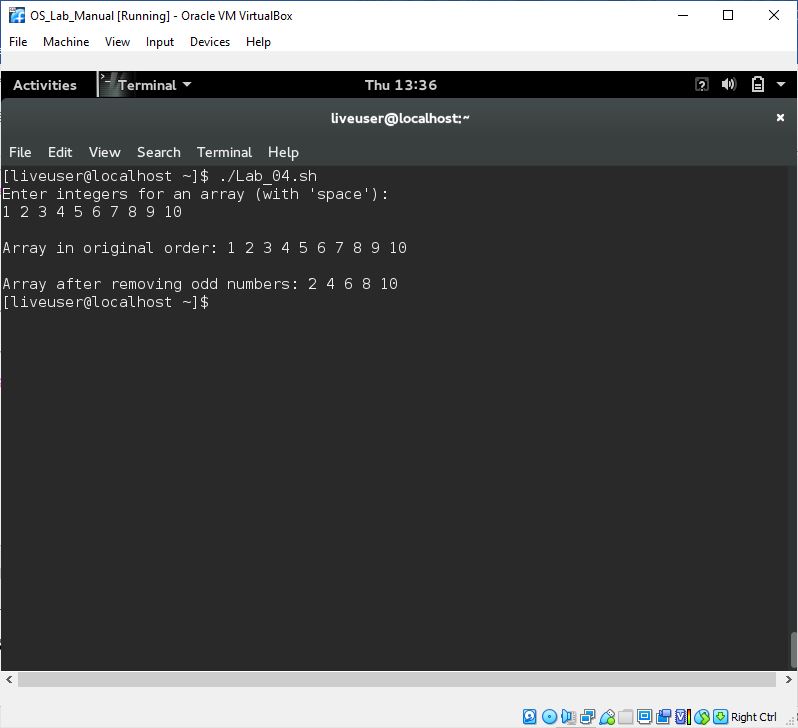 OS_Lab_Manual [Running] - Oracle VM VirtualBox
File Machine View Input Devices Help
Activities Terminal Thu 13:36
liveuser@localhost:~
File Edit View Search Terminal Help
[liveuser@localhost ~]$ ./Lab_04.sh
Enter integers for an array (with 'space'):
1 2 3 4 5 6 7 8 9 10
Array in original order: 1 2 3 4 5 6 7 8 9 10
Array after removing odd numbers: 2 4 6 8 10
[liveuser@localhost ~]$
Right Ctrl